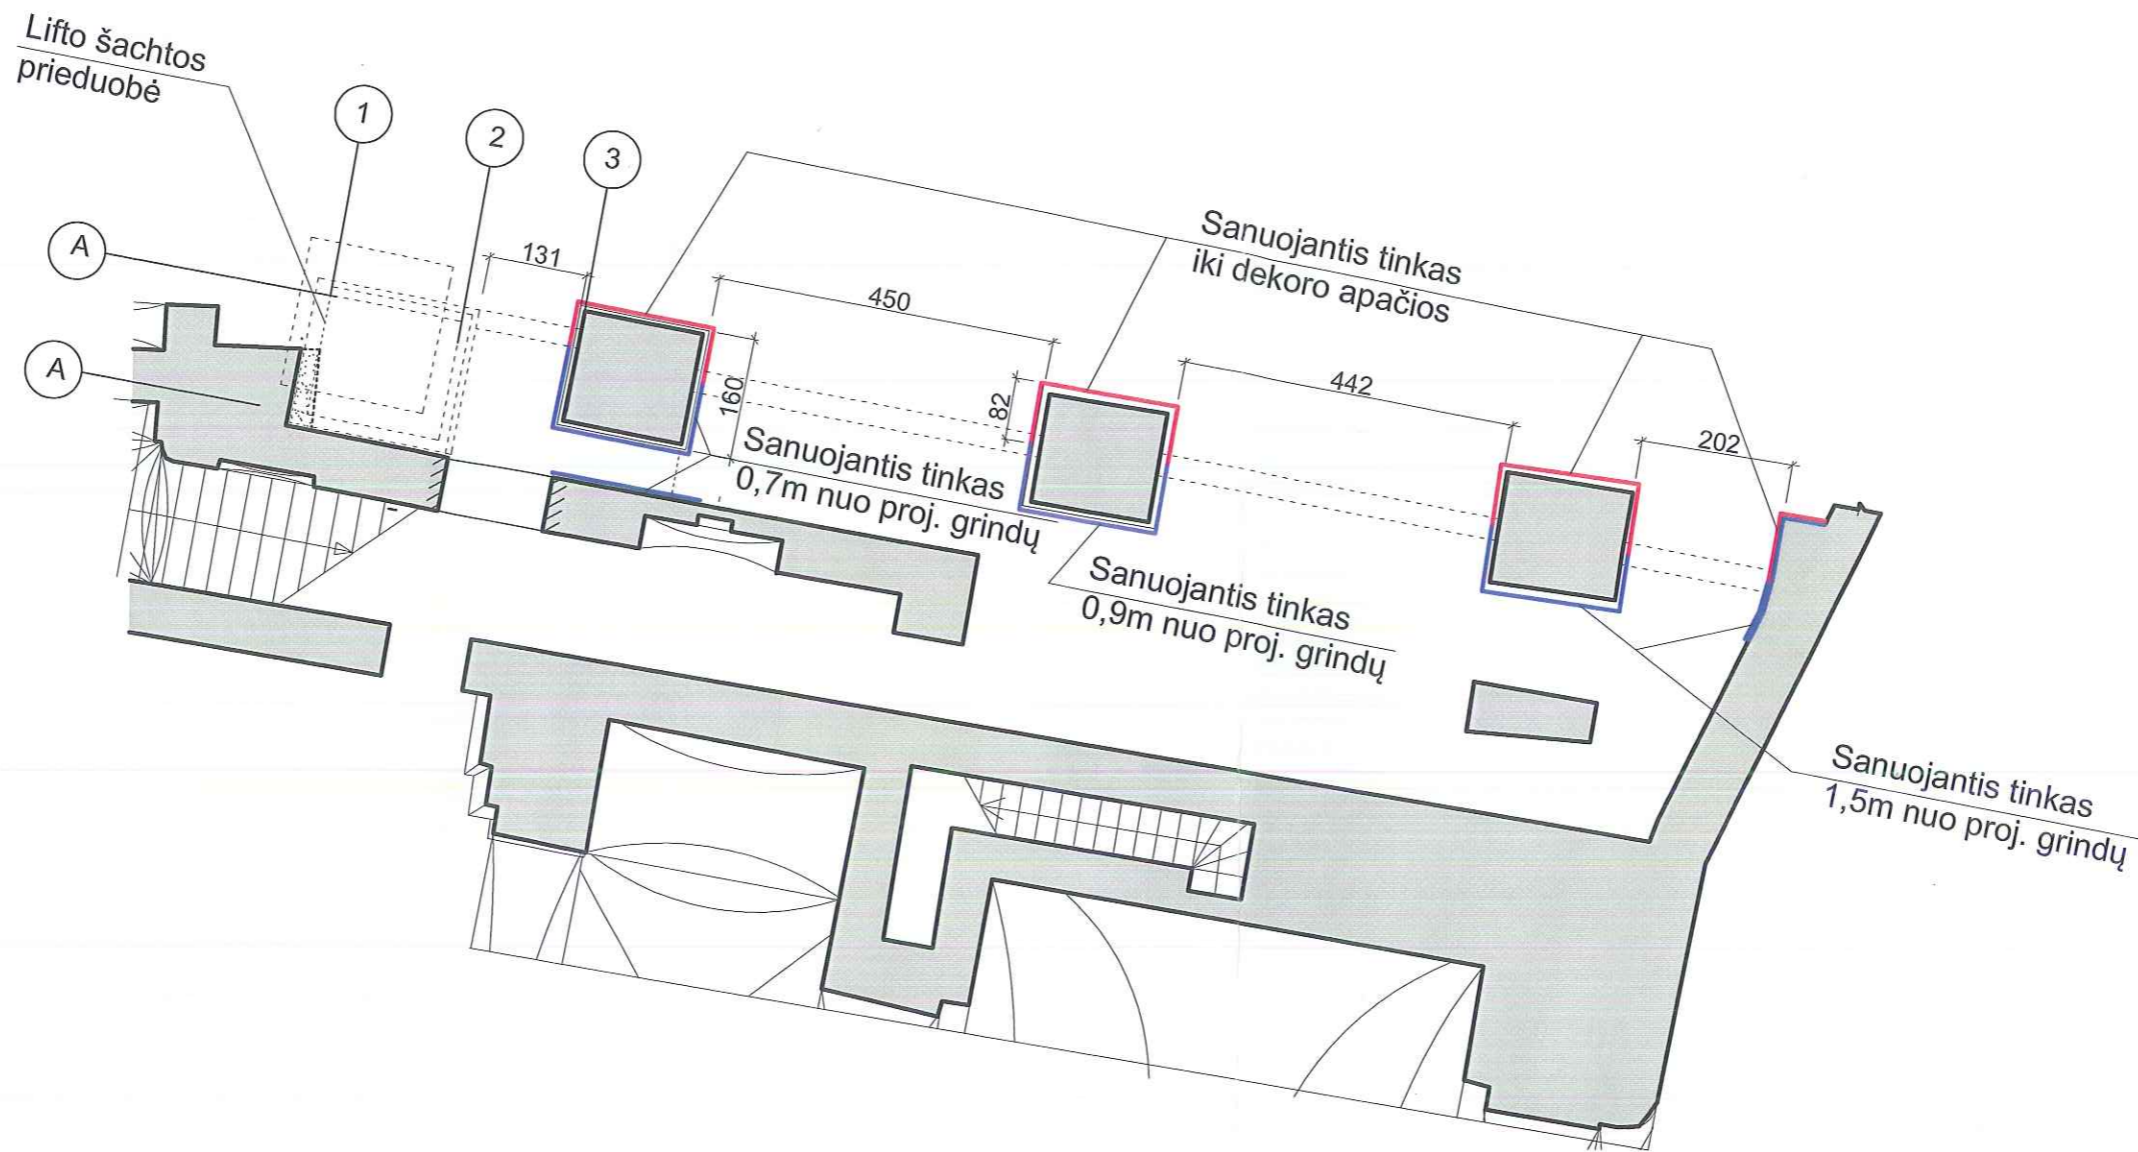 Lifto šachtos
prieduobė
1
2
3
A
A
131
450
160
82
442
202
Sanuojantis tinkas
iki dekoro apačios
Sanuojantis tinkas
0,7m nuo proj. grindų
Sanuojantis tinkas
0,9m nuo proj. grindų
Sanuojantis tinkas
1,5m nuo proj. grindų